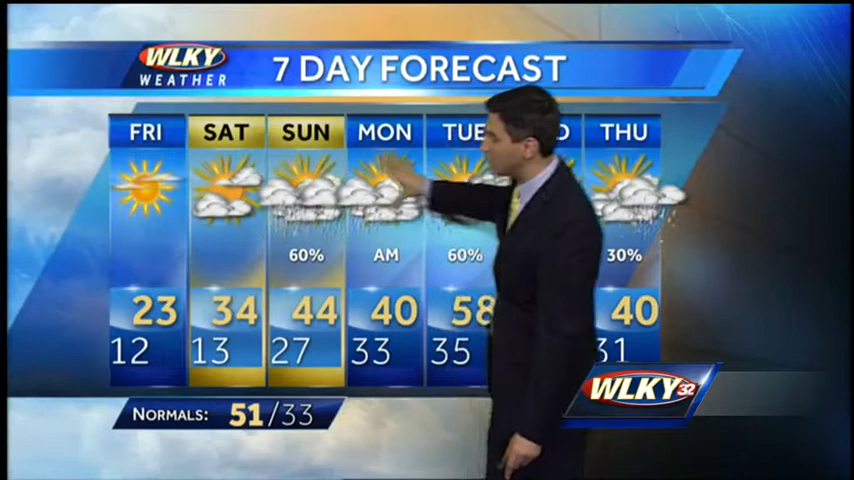 WLKY
WEATHER
7 DAY FORECAST
FRI SAT SUN MON TUE THU
60% AM 60% 30%
23 34 44 40 58 40
12 13 27 33 35 31
NORMALS: 51/33
WLKY 32